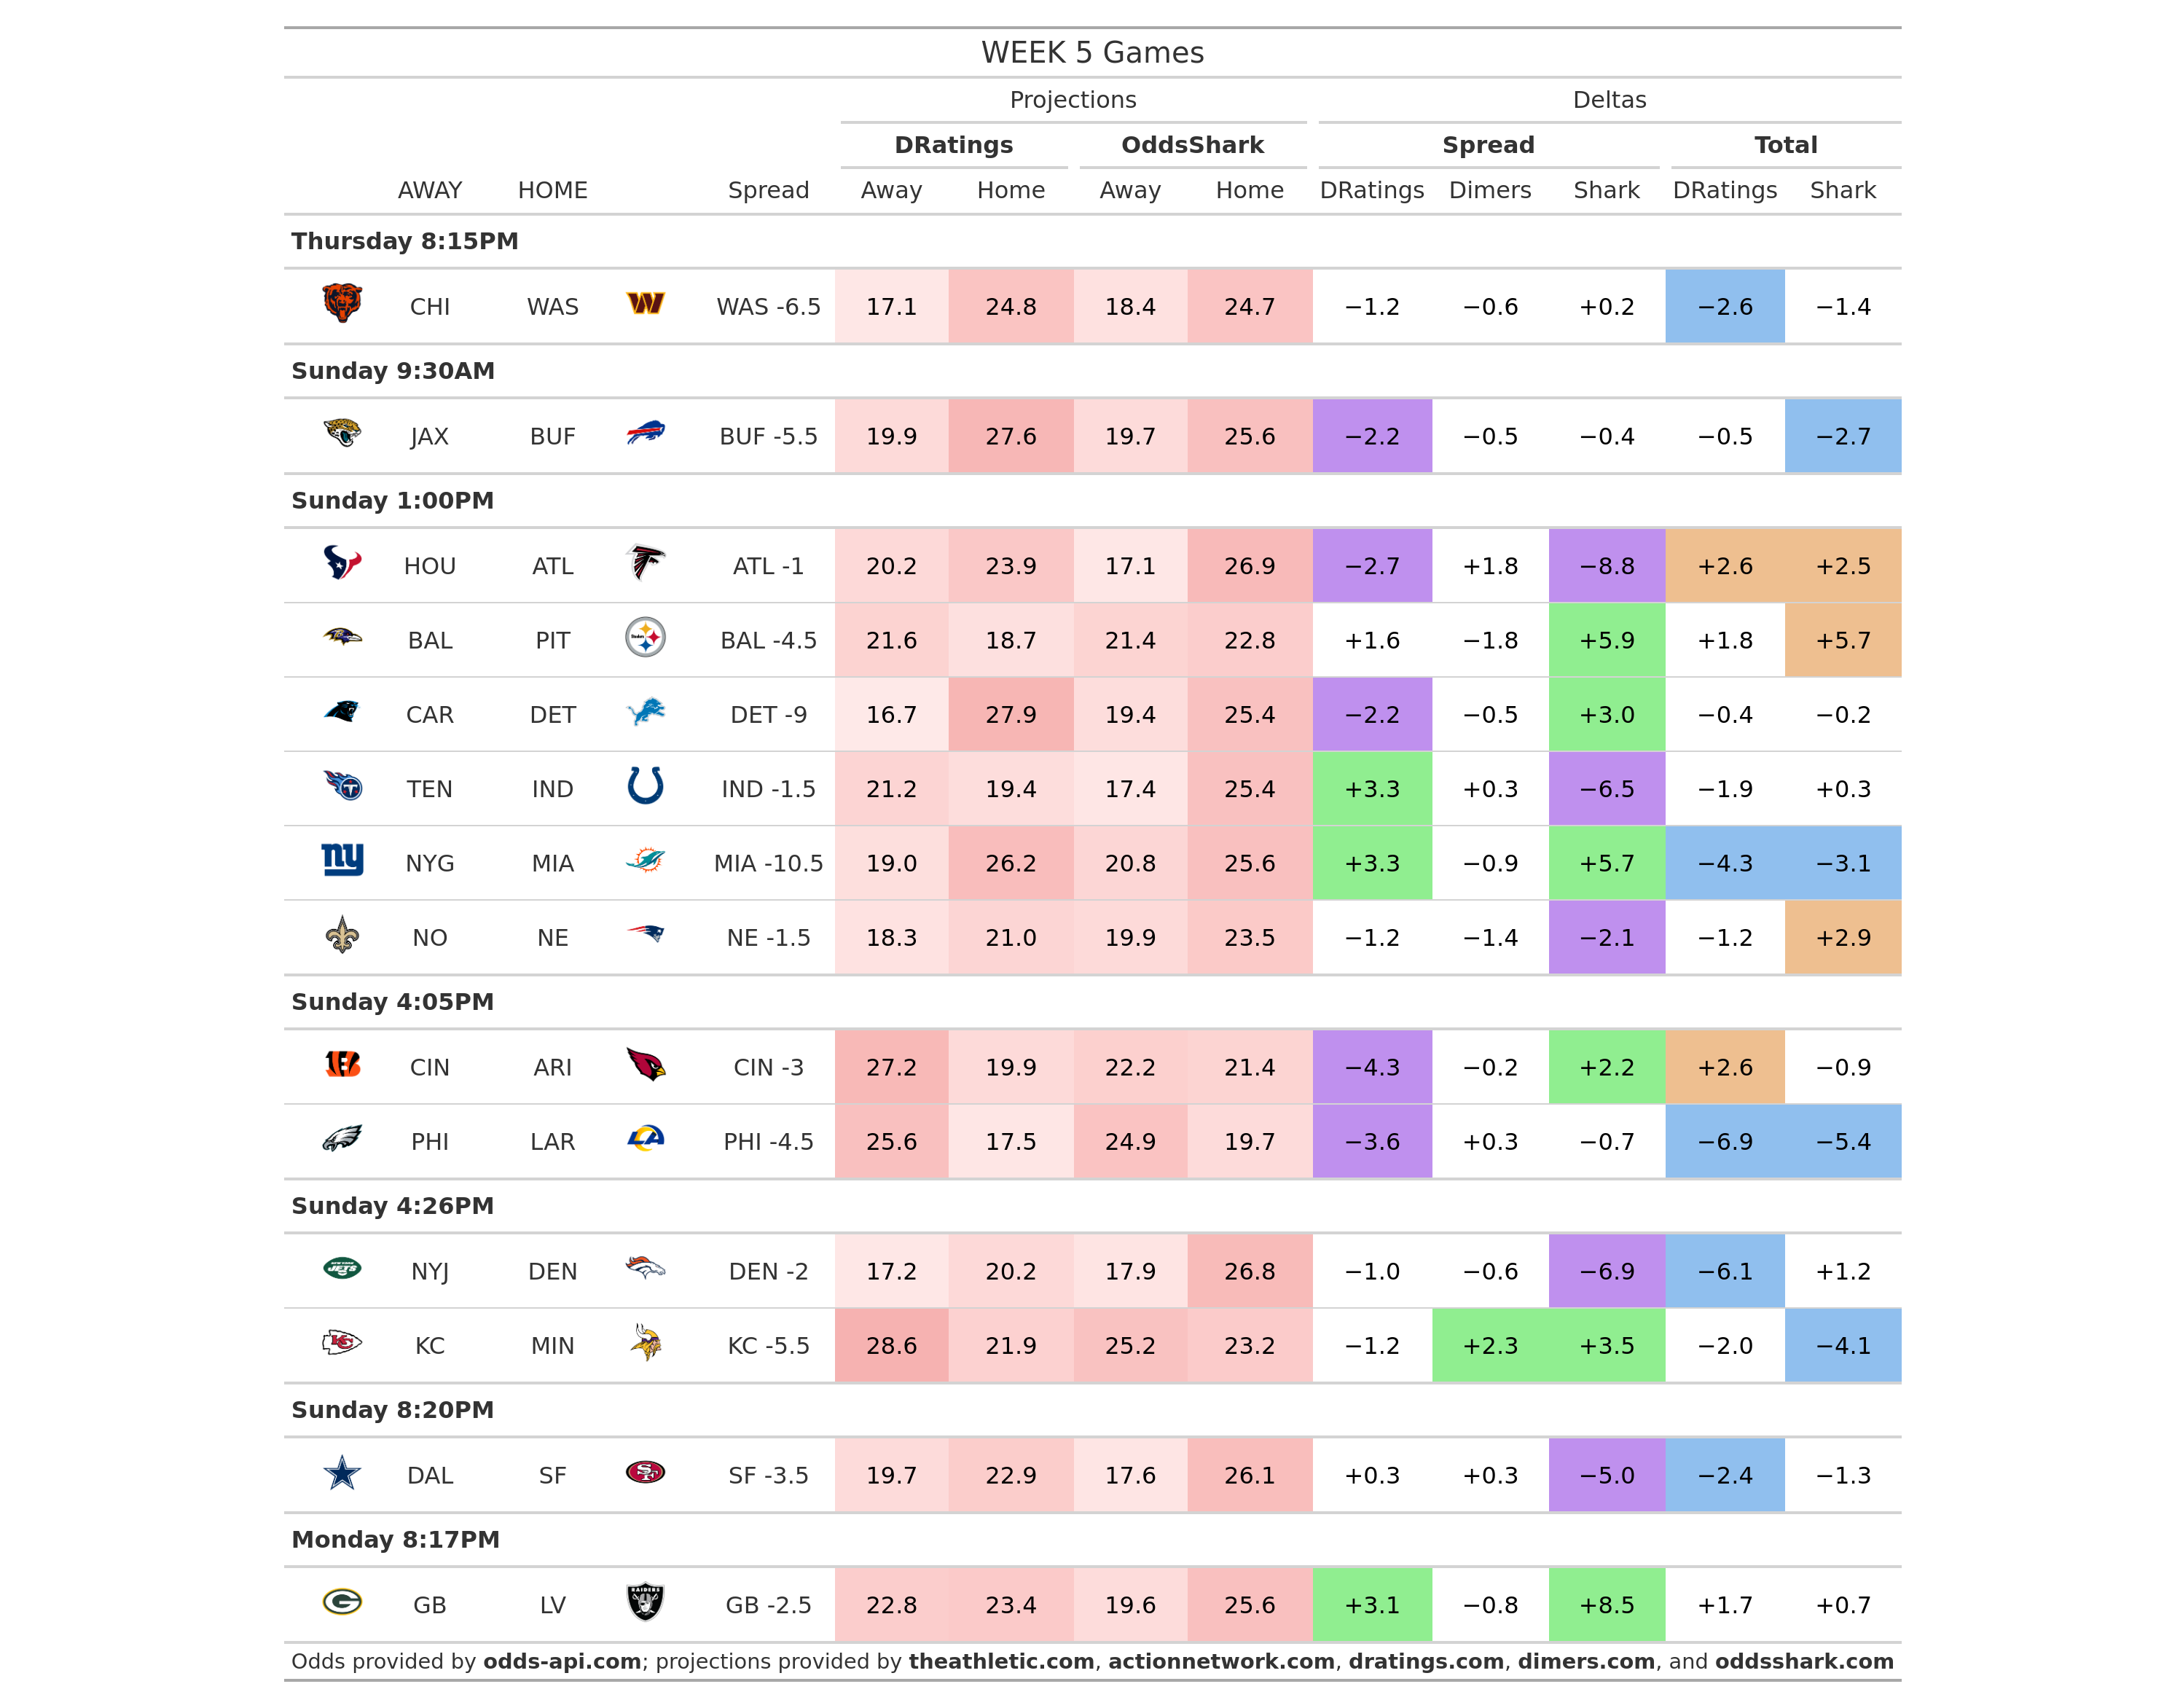 WEEK 5 Games
Projections Deltas
DRatings OddsShark Spread Total
AWAY HOME Spread Away Home Away Home DRatings Dimers Shark DRatings Shark
Thursday 8:15PM
CHI WAS W WAS -6.5 17.1 24.8 18.4 24.7 −1.2 −0.6 +0.2 −2.6 −1.4
Sunday 9:30AM
JAX BUF BUF -5.5 19.9 27.6 19.7 25.6 −2.2 −0.5 −0.4 −0.5 −2.7
Sunday 1:00PM
HOU ATL ATL -1 20.2 23.9 17.1 26.9 −2.7 +1.8 −8.8 +2.6 +2.5
BAL PIT Steelers BAL -4.5 21.6 18.7 21.4 22.8 +1.6 −1.8 +5.9 +1.8 +5.7
CAR DET DET -9 16.7 27.9 19.4 25.4 −2.2 −0.5 +3.0 −0.4 −0.2
T TEN IND IND -1.5 21.2 19.4 17.4 25.4 +3.3 +0.3 −6.5 −1.9 +0.3
ny NYG MIA MIA -10.5 19.0 26.2 20.8 25.6 +3.3 −0.9 +5.7 −4.3 −3.1
NO NE NE -1.5 18.3 21.0 19.9 23.5 −1.2 −1.4 −2.1 −1.2 +2.9
Sunday 4:05PM
B CIN ARI CIN -3 27.2 19.9 22.2 21.4 −4.3 −0.2 +2.2 +2.6 −0.9
PHI LAR LA PHI -4.5 25.6 17.5 24.9 19.7 −3.6 +0.3 −0.7 −6.9 −5.4
Sunday 4:26PM
NEW YORK JETS NYJ DEN DEN -2 17.2 20.2 17.9 26.8 −1.0 −0.6 −6.9 −6.1 +1.2
KC KC MIN KC -5.5 28.6 21.9 25.2 23.2 −1.2 +2.3 +3.5 −2.0 −4.1
Sunday 8:20PM
DAL SF SF SF -3.5 19.7 22.9 17.6 26.1 +0.3 +0.3 −5.0 −2.4 −1.3
Monday 8:17PM
G GB LV RAIDERS GB -2.5 22.8 23.4 19.6 25.6 +3.1 −0.8 +8.5 +1.7 +0.7
Odds provided by odds-api.com; projections provided by theathletic.com, actionnetwork.com, dratings.com, dimers.com, and oddsshark.com